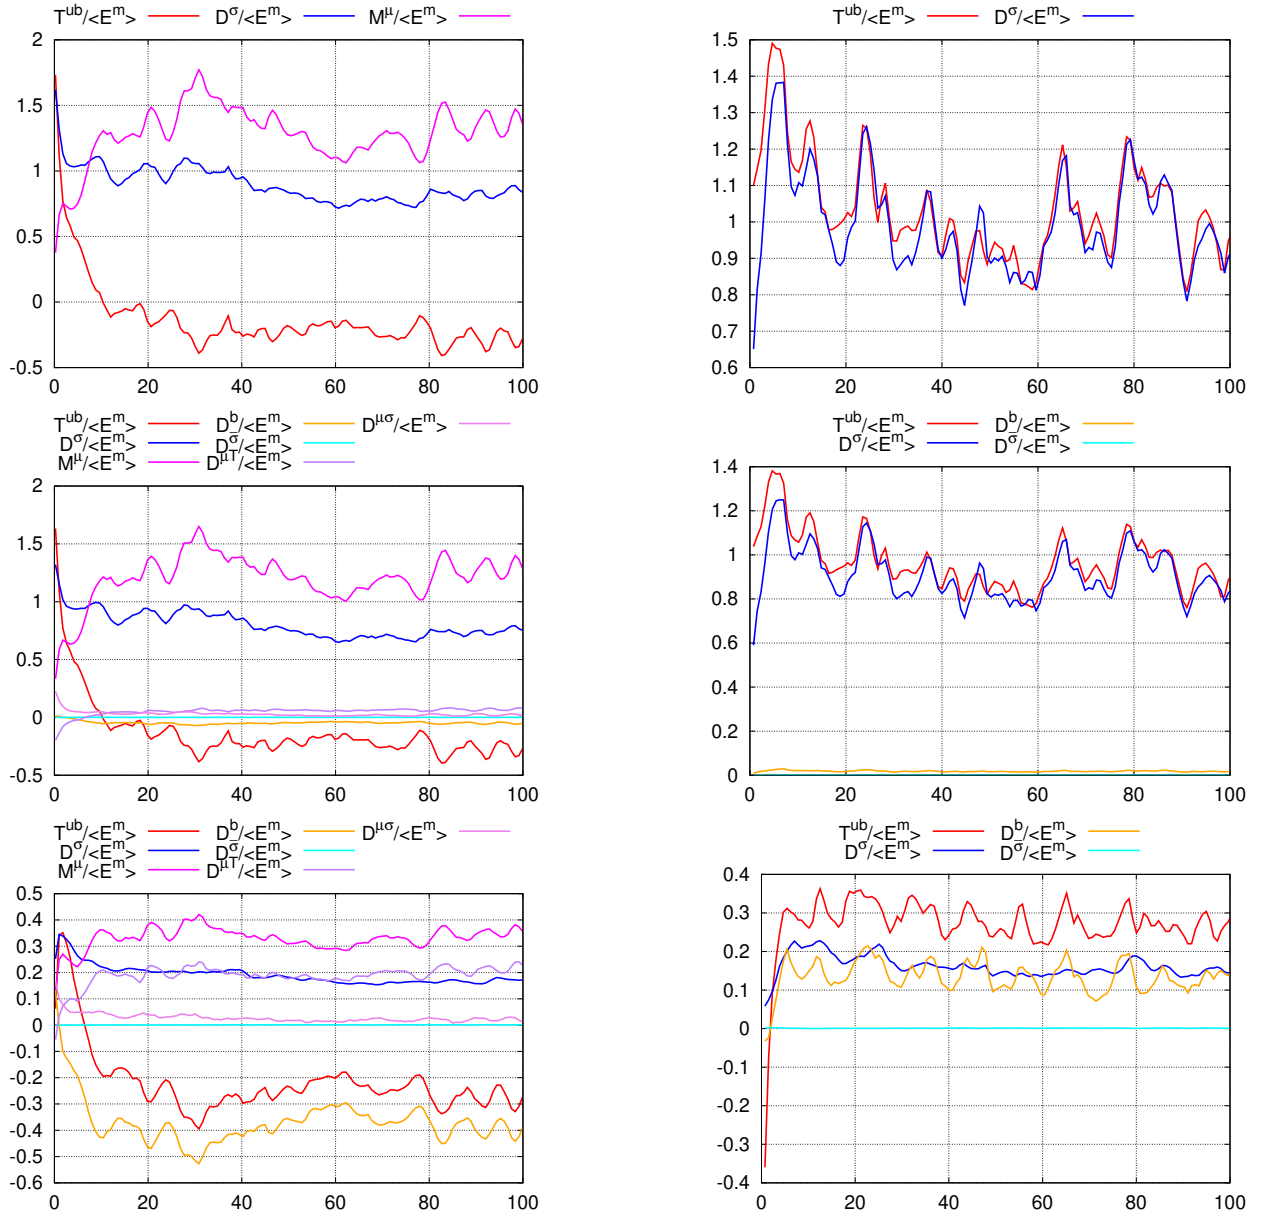 T^ub/<E^m> D^σ/<E^m> M^μ/<E^m>
2
1.5
1
0.5
0
-0.5
0 20 40 60 80 100
T^ub/<E^m> D^σ/<E^m>
1.5
1.4
1.3
1.2
1.1
1
0.9
0.8
0.7
0.6
0 20 40 60 80 100
T^ub/<E^m> D^b/<E^m> D^μσ/<E^m>
D^σ/<E^m> D^σ̅/<E^m>
M^μ/<E^m> D^μT/<E^m>
2
1.5
1
0.5
0
-0.5
0 20 40 60 80 100
T^ub/<E^m> D^b/<E^m>
D^σ/<E^m> D^σ̅/<E^m>
1.4
1.2
1
0.8
0.6
0.4
0.2
0
0 20 40 60 80 100
T^ub/<E^m> D^b/<E^m> D^μσ/<E^m>
D^σ/<E^m> D^σ̅/<E^m>
M^μ/<E^m> D^μT/<E^m>
0.5
0.4
0.3
0.2
0.1
0
-0.1
-0.2
-0.3
-0.4
-0.5
-0.6
0 20 40 60 80 100
T^ub/<E^m> D^b/<E^m>
D^σ/<E^m> D^σ̅/<E^m>
0.4
0.3
0.2
0.1
0
-0.1
-0.2
-0.3
-0.4
0 20 40 60 80 100